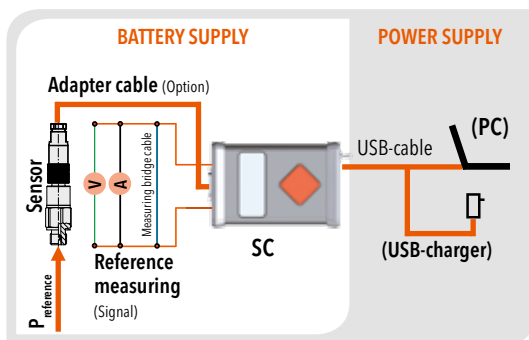 BATTERY SUPPLY
POWER SUPPLY
Adapter cable (Option)
Sensor
V
A
Measuring bridge cable
USB-cable
(PC)
SC
(USB-charger)
Reference
measuring
(Signal)
P reference